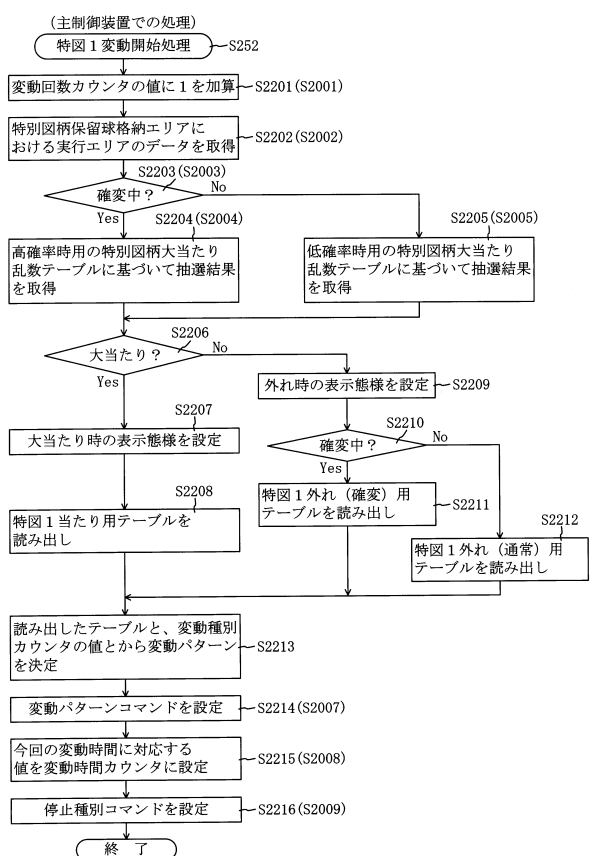 (主制御装置での処理)
特図1変動開始処理
S252
変動回数カウンタの値に1を加算
S2201(S2001)
特別図柄保留球格納エリアに
おける実行エリアのデータを取得
S2202(S2002)
S2203(S2003)
確変中?
No
Yes
S2204(S2004)
高確率時用の特別図柄大当たり
乱数テーブルに基づいて抽選結果
を取得
S2205(S2005)
低確率時用の特別図柄大当たり
乱数テーブルに基づいて抽選結果
を取得
S2206
大当たり?
No
Yes
外れ時の表示態様を設定
S2209
S2207
大当たり時の表示態様を設定
S2210
確変中?
No
Yes
S2208
特図1当たり用テーブルを
読み出し
特図1外れ(確変)用
テーブルを読み出し
S2211
S2212
特図1外れ(通常)用
テーブルを読み出し
読み出したテーブルと、変動種別
カウンタの値とから変動パターン
を決定
S2213
変動パターンコマンドを設定
S2214(S2007)
今回の変動時間に対応する
値を変動時間カウンタに設定
S2215(S2008)
停止種別コマンドを設定
S2216(S2009)
終 了